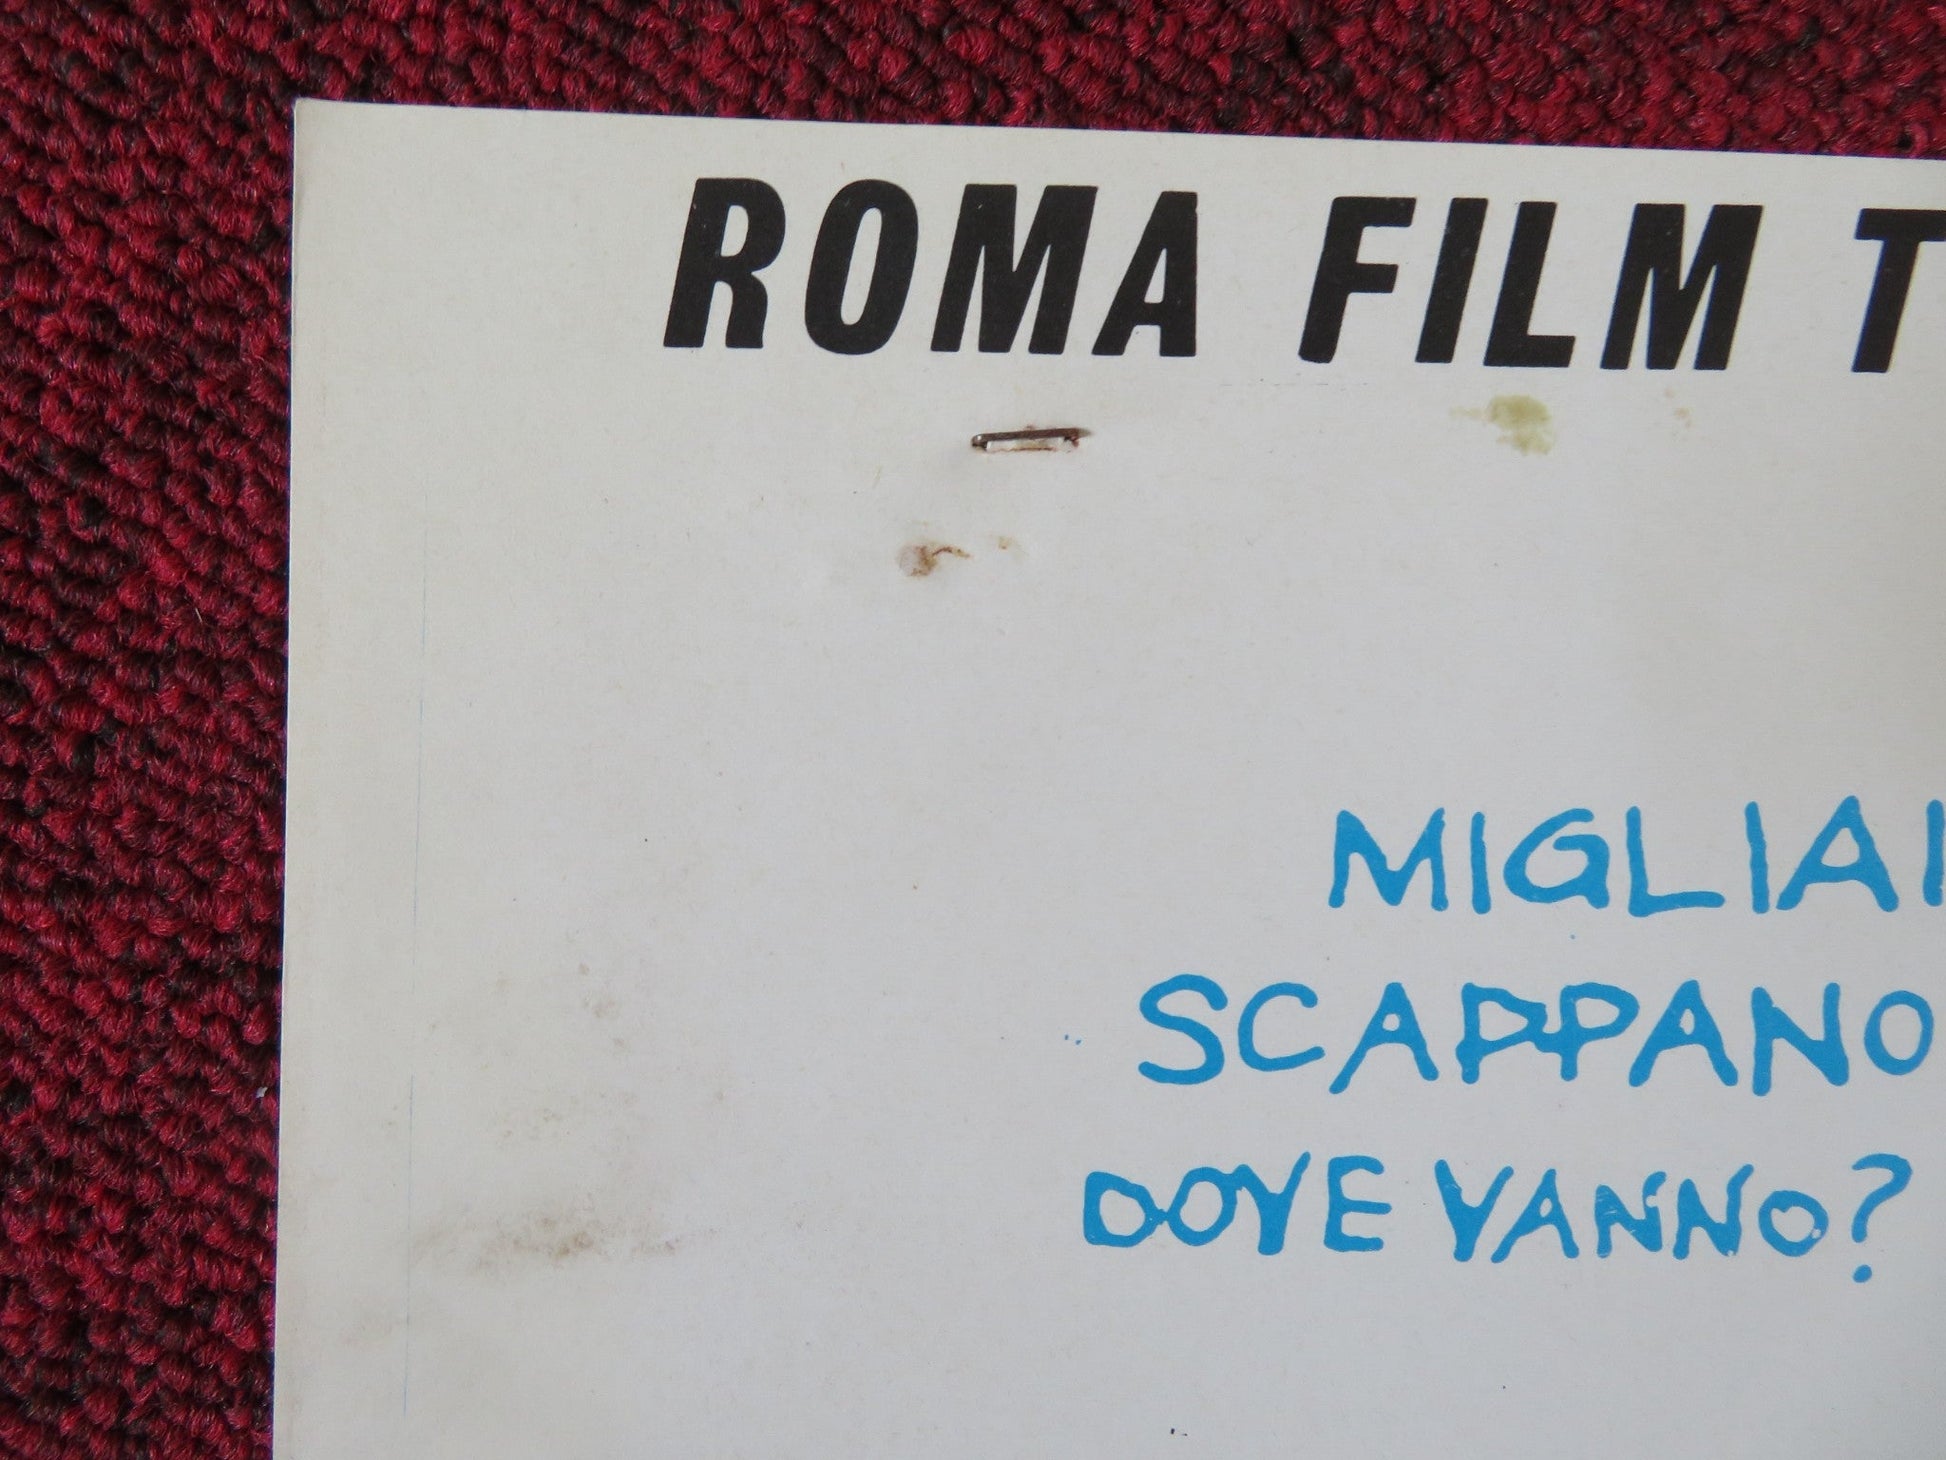 ROMA FILM T
MIGLIAI
SCAPPANO
DOVE VANNO?